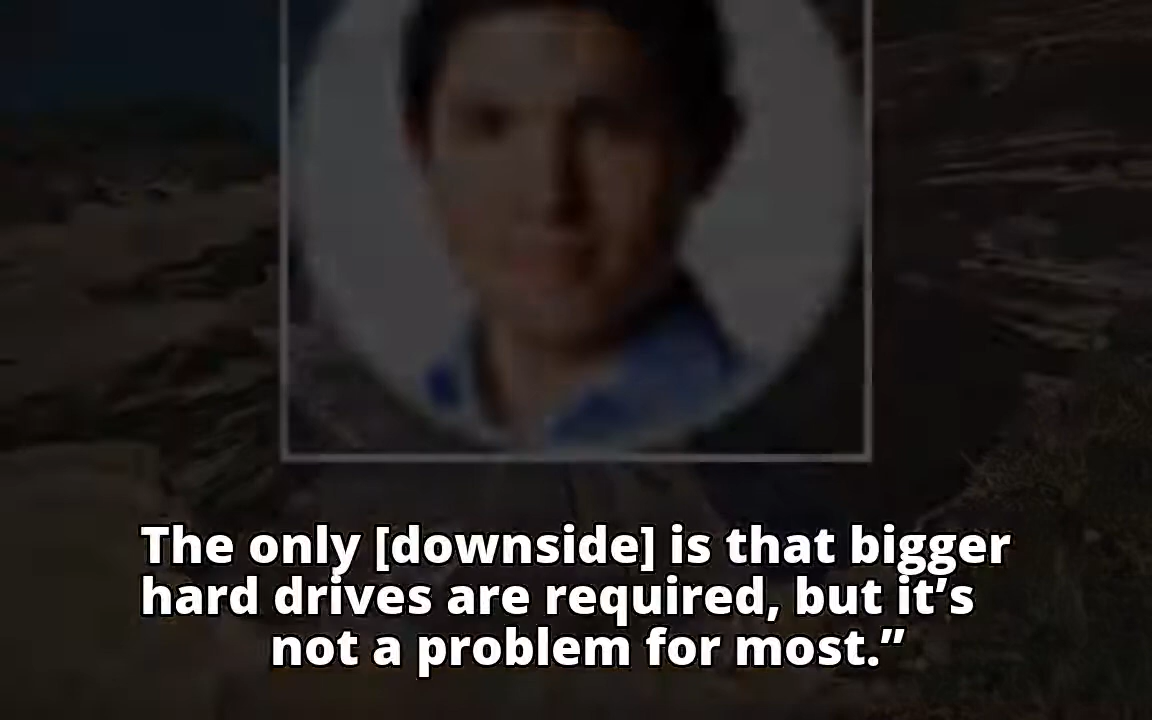 The only [downside] is that bigger
hard drives are required, but it’s
not a problem for most.”